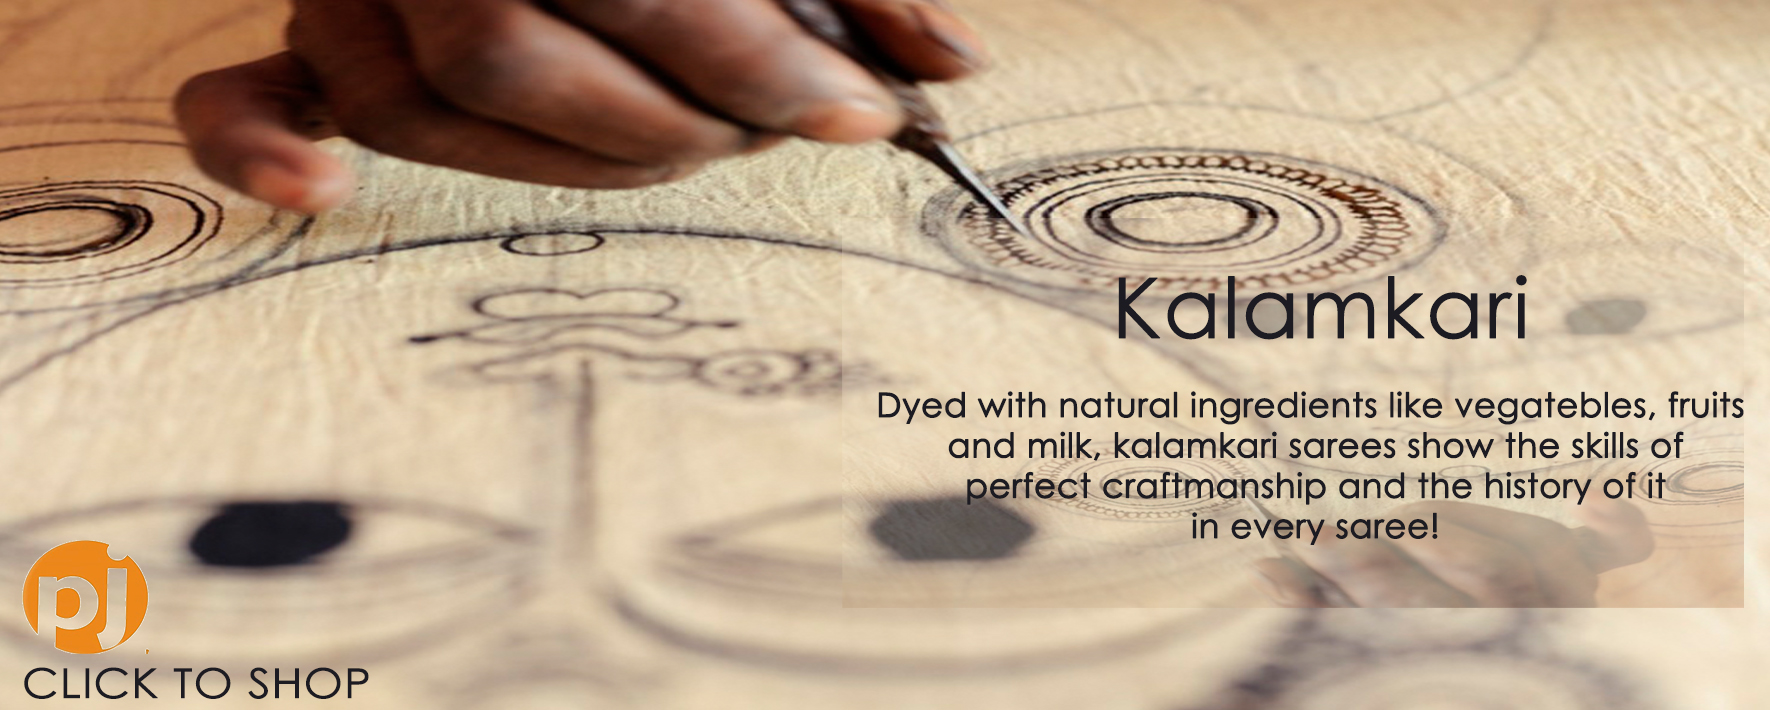 Kalamkari
Dyed with natural ingredients like vegatebles, fruits
and milk, kalamkari sarees show the skills of
perfect craftmanship and the history of it
in every saree!
pj
CLICK TO SHOP